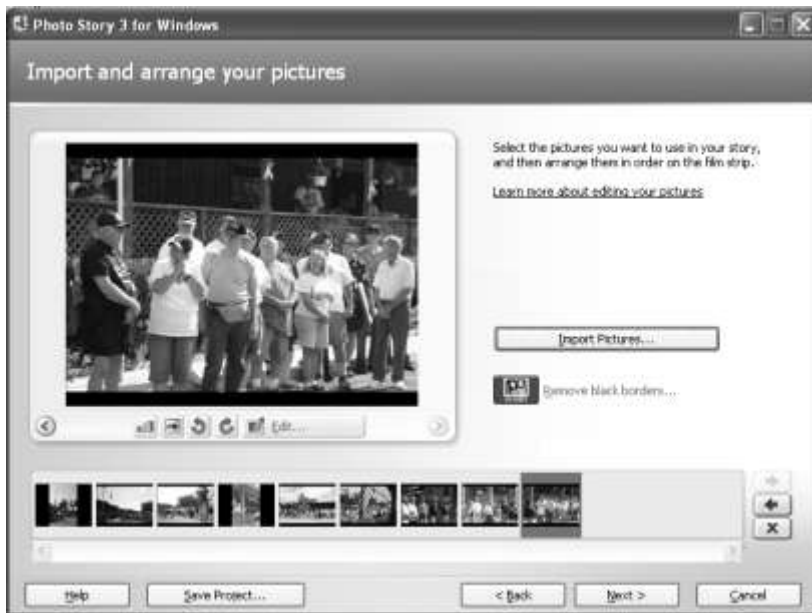 Photo Story 3 for Windows
Import and arrange your pictures
Select the pictures you want to use in your story,
and then arrange them in order on the film strip.
Learn more about editing your pictures
Import Pictures...
Remove black borders...
Edit...
Help
Save Project...
< Back
Next >
Cancel